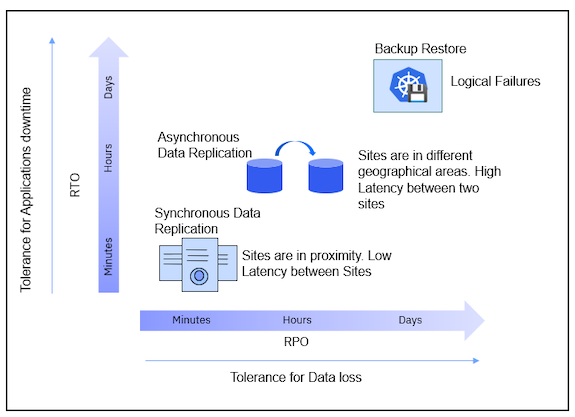 Backup Restore
Logical Failures
Asynchronous
Data Replication
Sites are in different
geographical areas. High
Latency between two
sites
Synchronous Data
Replication
Sites are in proximity. Low
Latency between Sites
Tolerance for Applications downtime
RTO
Days
Hours
Minutes
Minutes
Hours
Days
RPO
Tolerance for Data loss